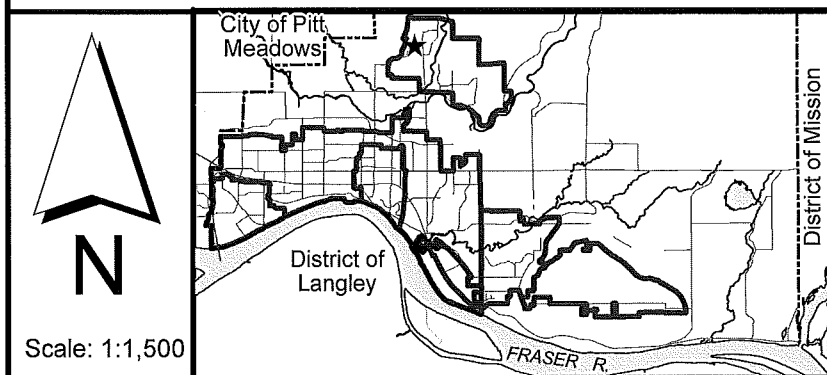 City of Pitt
Meadows
District of Mission
District of
Langley
N
Scale: 1:1,500
FRASER R.